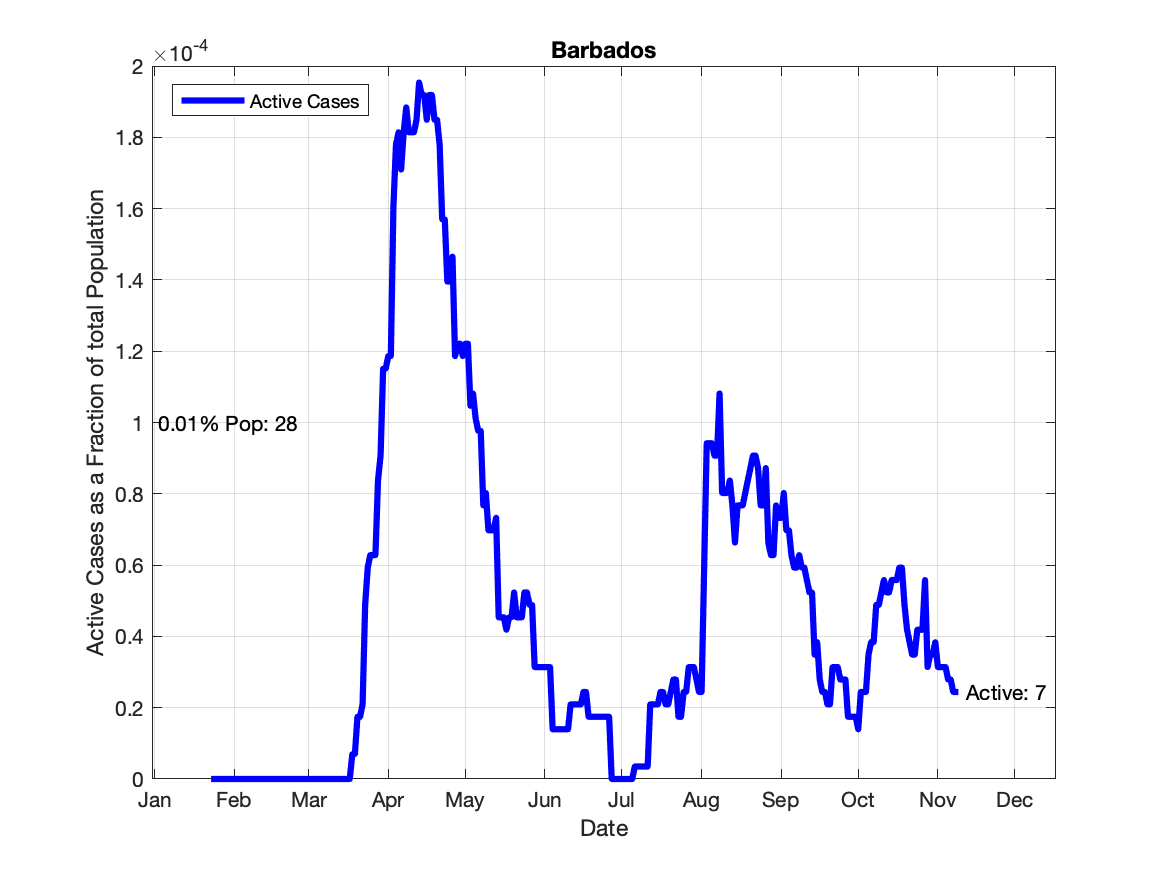 Barbados
×10-4
2
1.8
1.6
1.4
1.2
1
0.8
0.6
0.4
0.2
0
Active Cases as a Fraction of total Population
Active Cases
0.01% Pop: 28
Active: 7
Jan Feb Mar Apr May Jun Jul Aug Sep Oct Nov Dec
Date